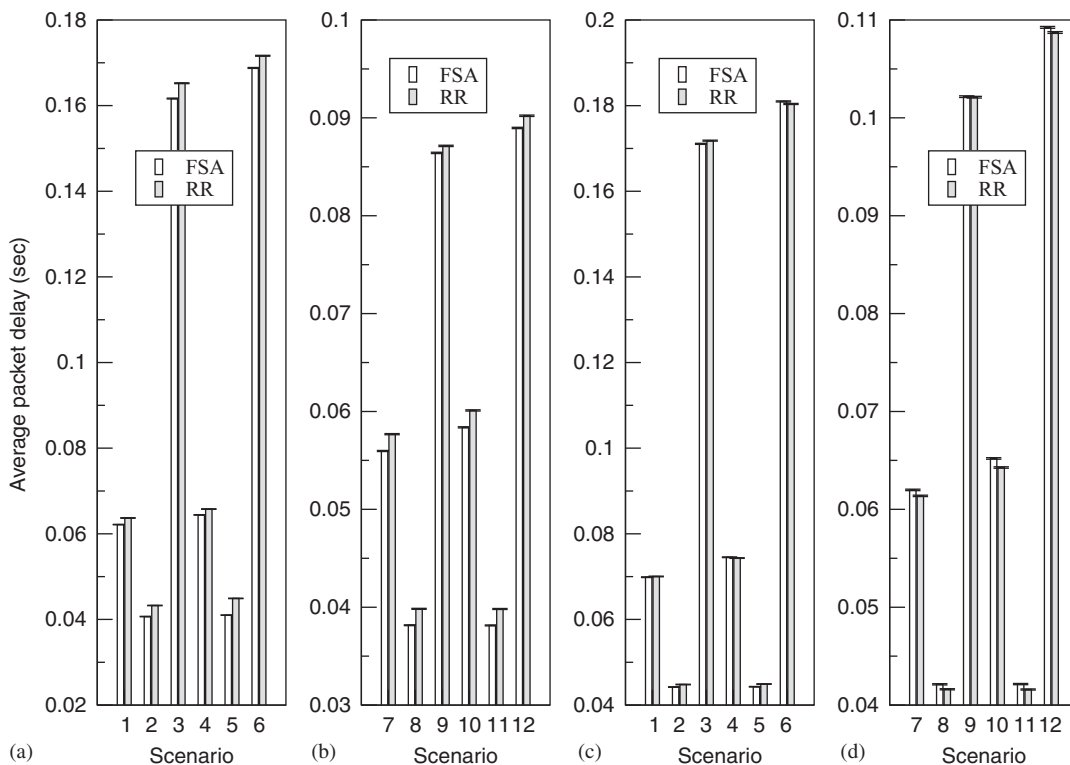 Average packet delay (sec)
0.18
0.16
0.14
0.12
0.1
0.08
0.06
0.04
0.02
FSA
RR
1 2 3 4 5 6
(a)
Scenario
0.1
0.09
0.08
0.07
0.06
0.05
0.04
0.03
FSA
RR
7 8 9 10 11 12
(b)
Scenario
0.2
0.18
0.16
0.14
0.12
0.1
0.08
0.06
0.04
FSA
RR
1 2 3 4 5 6
(c)
Scenario
0.11
0.1
0.09
0.08
0.07
0.06
0.05
0.04
FSA
RR
7 8 9 10 11 12
(d)
Scenario